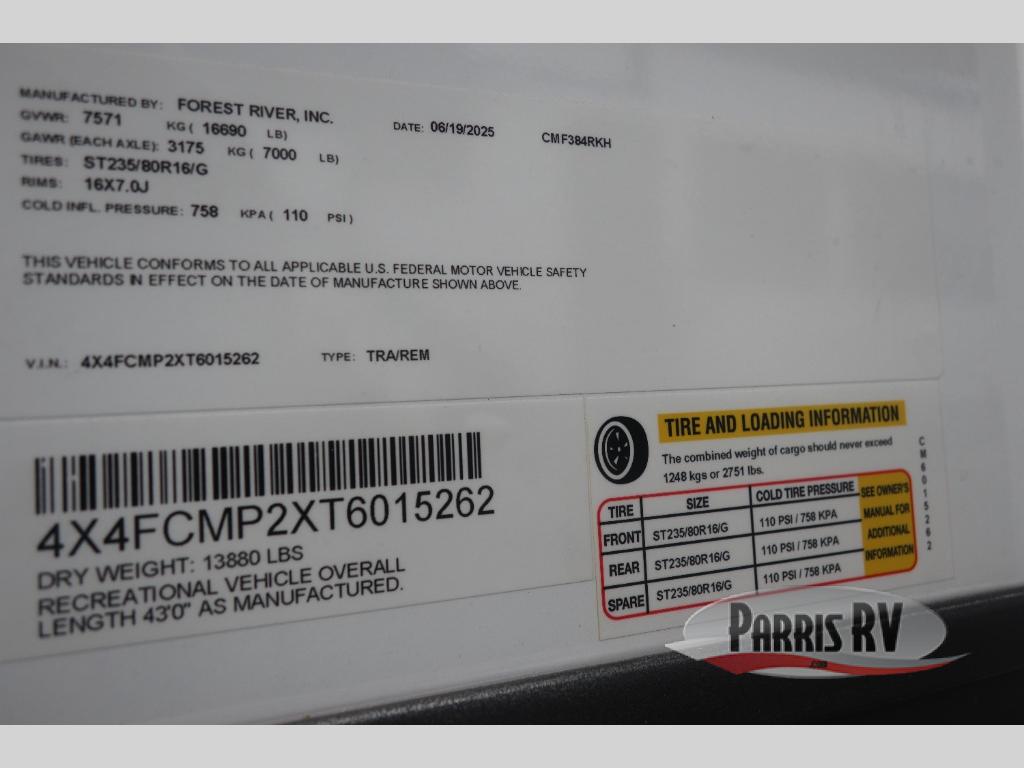 MANUFACTURED BY: FOREST RIVER, INC.
GVWR: 7571 KG ( 16690 LB) DATE: 06/19/2025 CMF384RKH
GAWR (EACH AXLE): 3175 KG ( 7000 LB)
TIRES: ST235/80R16/G
RIMS: 16X7.0J
COLD INFL. PRESSURE: 758 KPA ( 110 PSI )
THIS VEHICLE CONFORMS TO ALL APPLICABLE U.S. FEDERAL MOTOR VEHICLE SAFETY
STANDARDS IN EFFECT ON THE DATE OF MANUFACTURE SHOWN ABOVE.
V.I.N.: 4X4FCMP2XT6015262 TYPE: TRA/REM
4X4FCMP2XT6015262
DRY WEIGHT: 13880 LBS
RECREATIONAL VEHICLE OVERALL
LENGTH 43'0" AS MANUFACTURED.
TIRE AND LOADING INFORMATION
The combined weight of cargo should never exceed
1248 kgs or 2751 lbs.
TIRE SIZE COLD TIRE PRESSURE
FRONT ST235/80R16/G 110 PSI / 758 KPA
REAR ST235/80R16/G 110 PSI / 758 KPA
SPARE ST235/80R16/G 110 PSI / 758 KPA
SEE OWNER'S
MANUAL FOR
ADDITIONAL
INFORMATION
CM6015262
PARRIS RV
.com